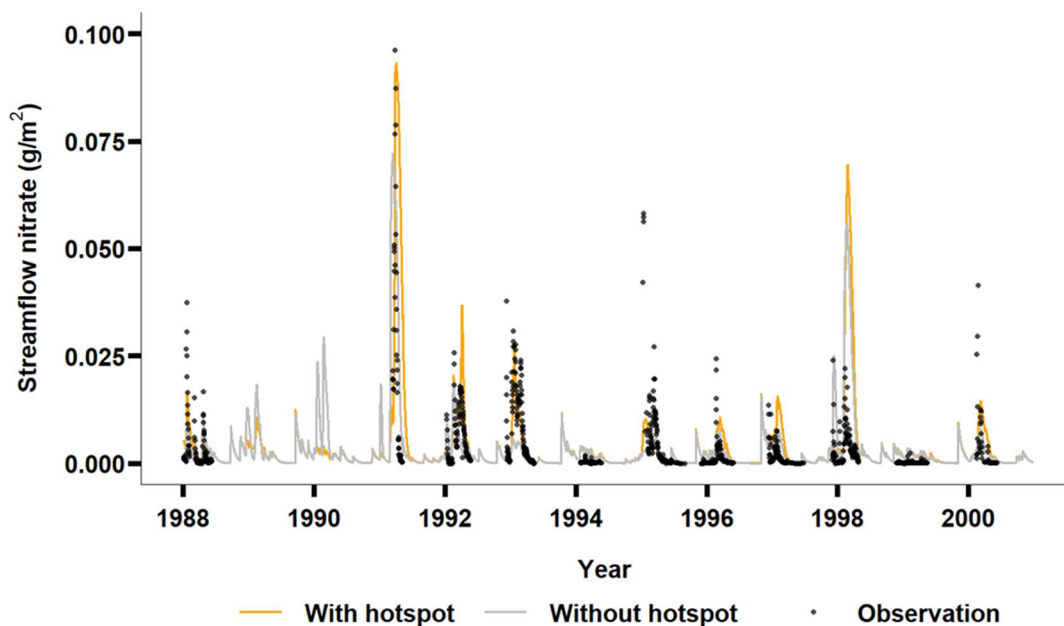 Streamflow nitrate (g/m²)
0.100
0.075
0.050
0.025
0.000
1988 1990 1992 1994 1996 1998 2000
Year
With hotspot Without hotspot Observation